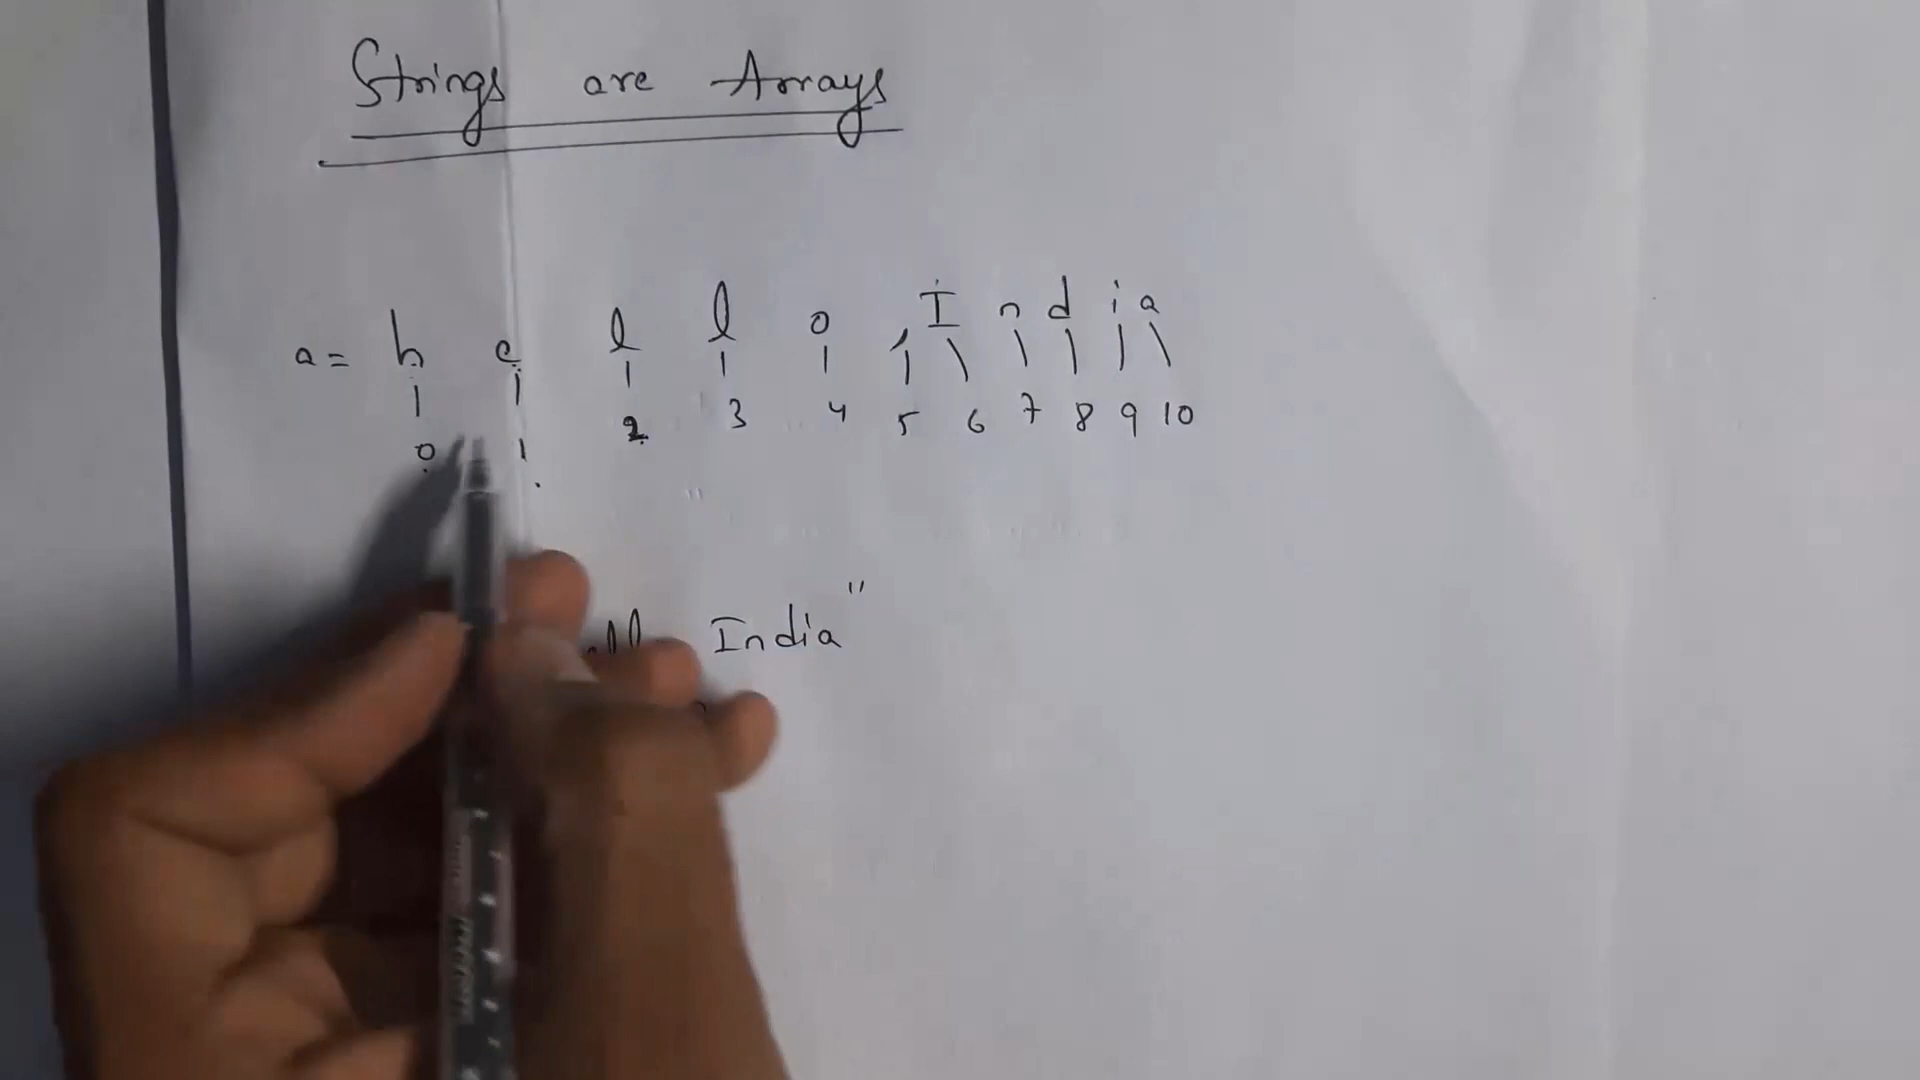 Strings are Arrays
a = h e l l o , I n d i a
0 1 2 3 4 5 6 7 8 9 10
India"